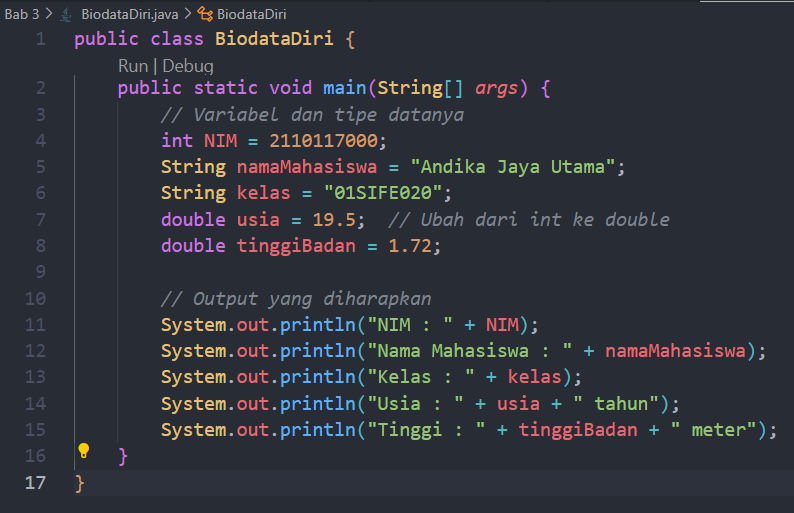 Bab 3 > BiodataDiri.java > BiodataDiri
1 public class BiodataDiri {
Run | Debug
2 public static void main(String[] args) {
3 // Variabel dan tipe datanya
4 int NIM = 2110117000;
5 String namaMahasiswa = "Andika Jaya Utama";
6 String kelas = "01SIFE020";
7 double usia = 19.5;  // Ubah dari int ke double
8 double tinggiBadan = 1.72;
9
10 // Output yang diharapkan
11 System.out.println("NIM : " + NIM);
12 System.out.println("Nama Mahasiswa : " + namaMahasiswa);
13 System.out.println("Kelas : " + kelas);
14 System.out.println("Usia : " + usia + " tahun");
15 System.out.println("Tinggi : " + tinggiBadan + " meter");
16 }
17 }